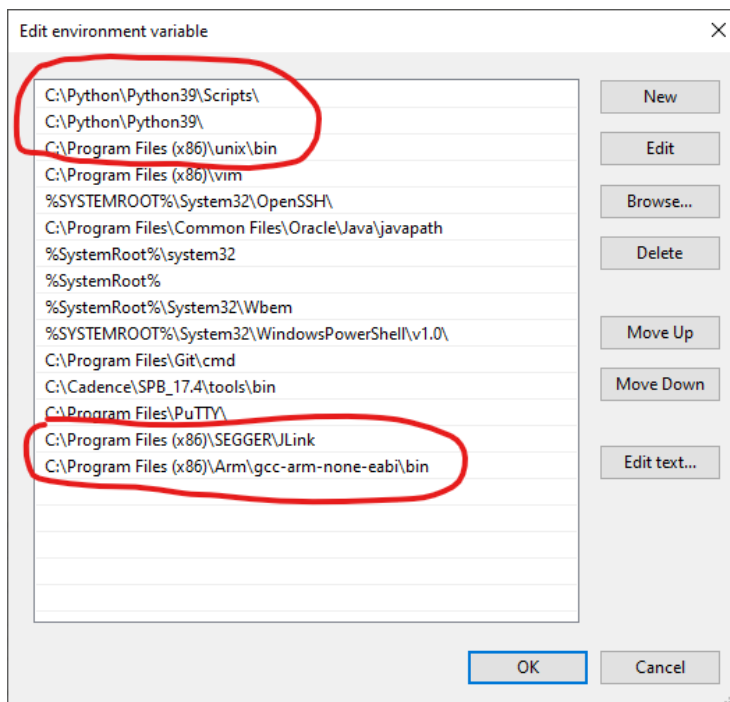 Edit environment variable
C:\Python\Python39\Scripts\
C:\Python\Python39\
C:\Program Files (x86)\unix\bin
C:\Program Files (x86)\vim
%SYSTEMROOT%\System32\OpenSSH\
C:\Program Files\Common Files\Oracle\Java\javapath
%SystemRoot%\system32
%SystemRoot%
%SystemRoot%\System32\Wbem
%SYSTEMROOT%\System32\WindowsPowerShell\v1.0\
C:\Program Files\Git\cmd
C:\Cadence\SPB_17.4\tools\bin
C:\Program Files\PuTTY\
C:\Program Files (x86)\SEGGER\JLink
C:\Program Files (x86)\Arm\gcc-arm-none-eabi\bin
New
Edit
Browse...
Delete
Move Up
Move Down
Edit text...
OK
Cancel